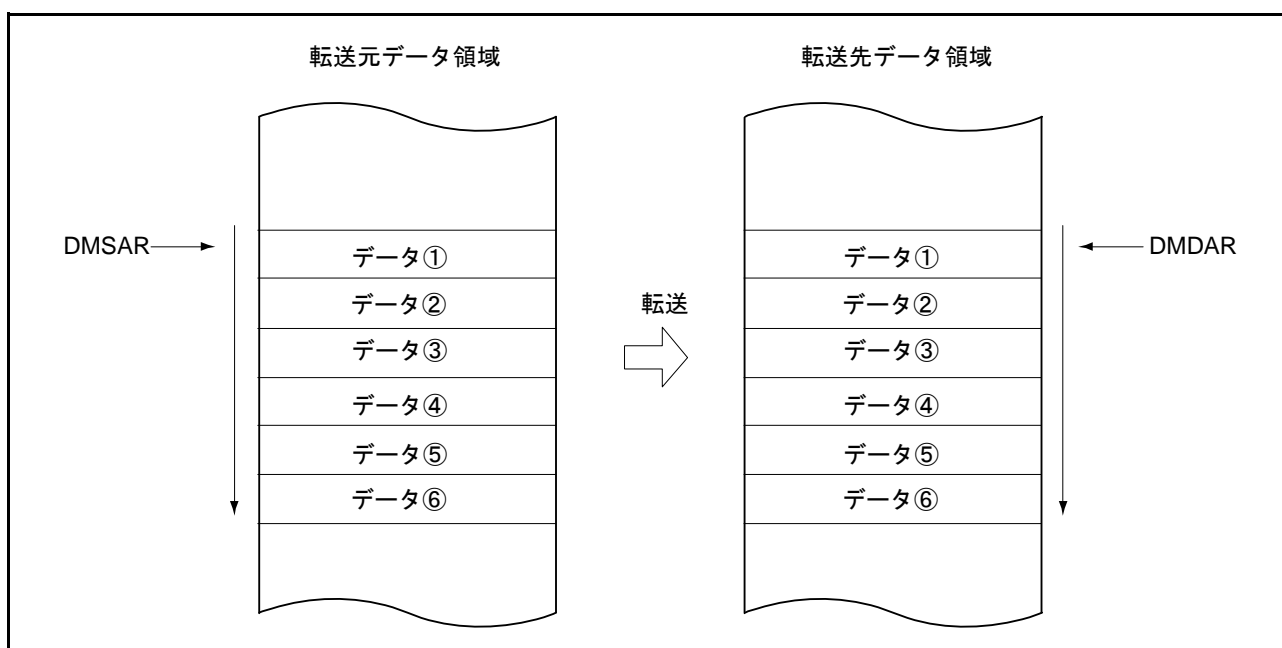 転送元データ領域
転送先データ領域
DMSAR
DMDAR
データ①
データ②
データ③
データ④
データ⑤
データ⑥
転送
データ①
データ②
データ③
データ④
データ⑤
データ⑥